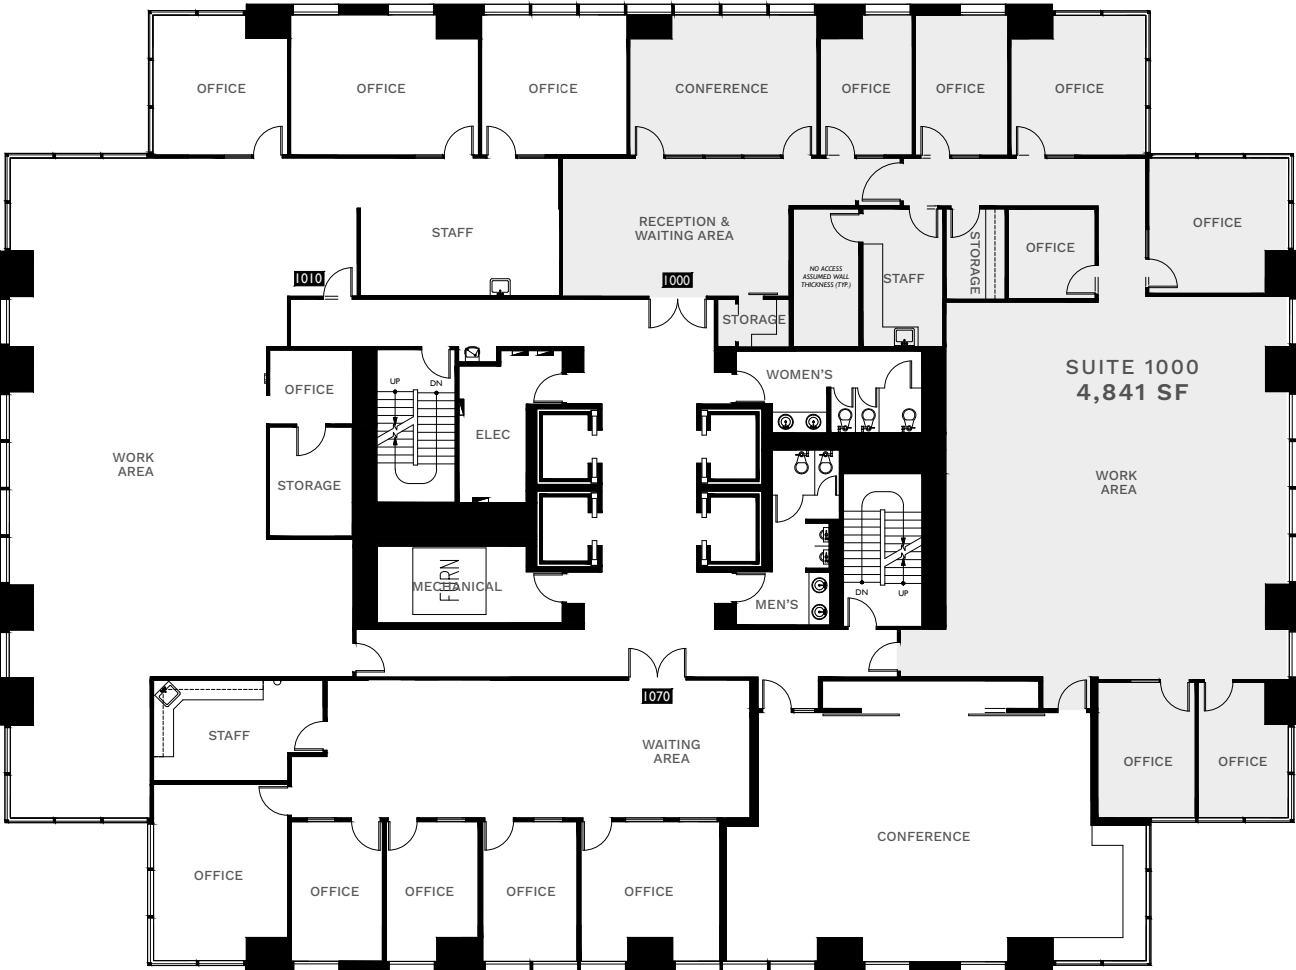 OFFICE
OFFICE
OFFICE
CONFERENCE
OFFICE
OFFICE
OFFICE
STAFF
RECEPTION &
WAITING AREA
OFFICE
STORAGE
OFFICE
1010
1000
NO ACCESS
ASSUMED WALL
THICKNESS (TYP.)
STAFF
STORAGE
SUITE 1000
4,841 SF
OFFICE
UP
DN
WOMEN'S
ELEC
WORK
AREA
STORAGE
WORK
AREA
FURN
MECHANICAL
MEN'S
DN
UP
1070
STAFF
WAITING
AREA
OFFICE
OFFICE
CONFERENCE
OFFICE
OFFICE
OFFICE
OFFICE
OFFICE